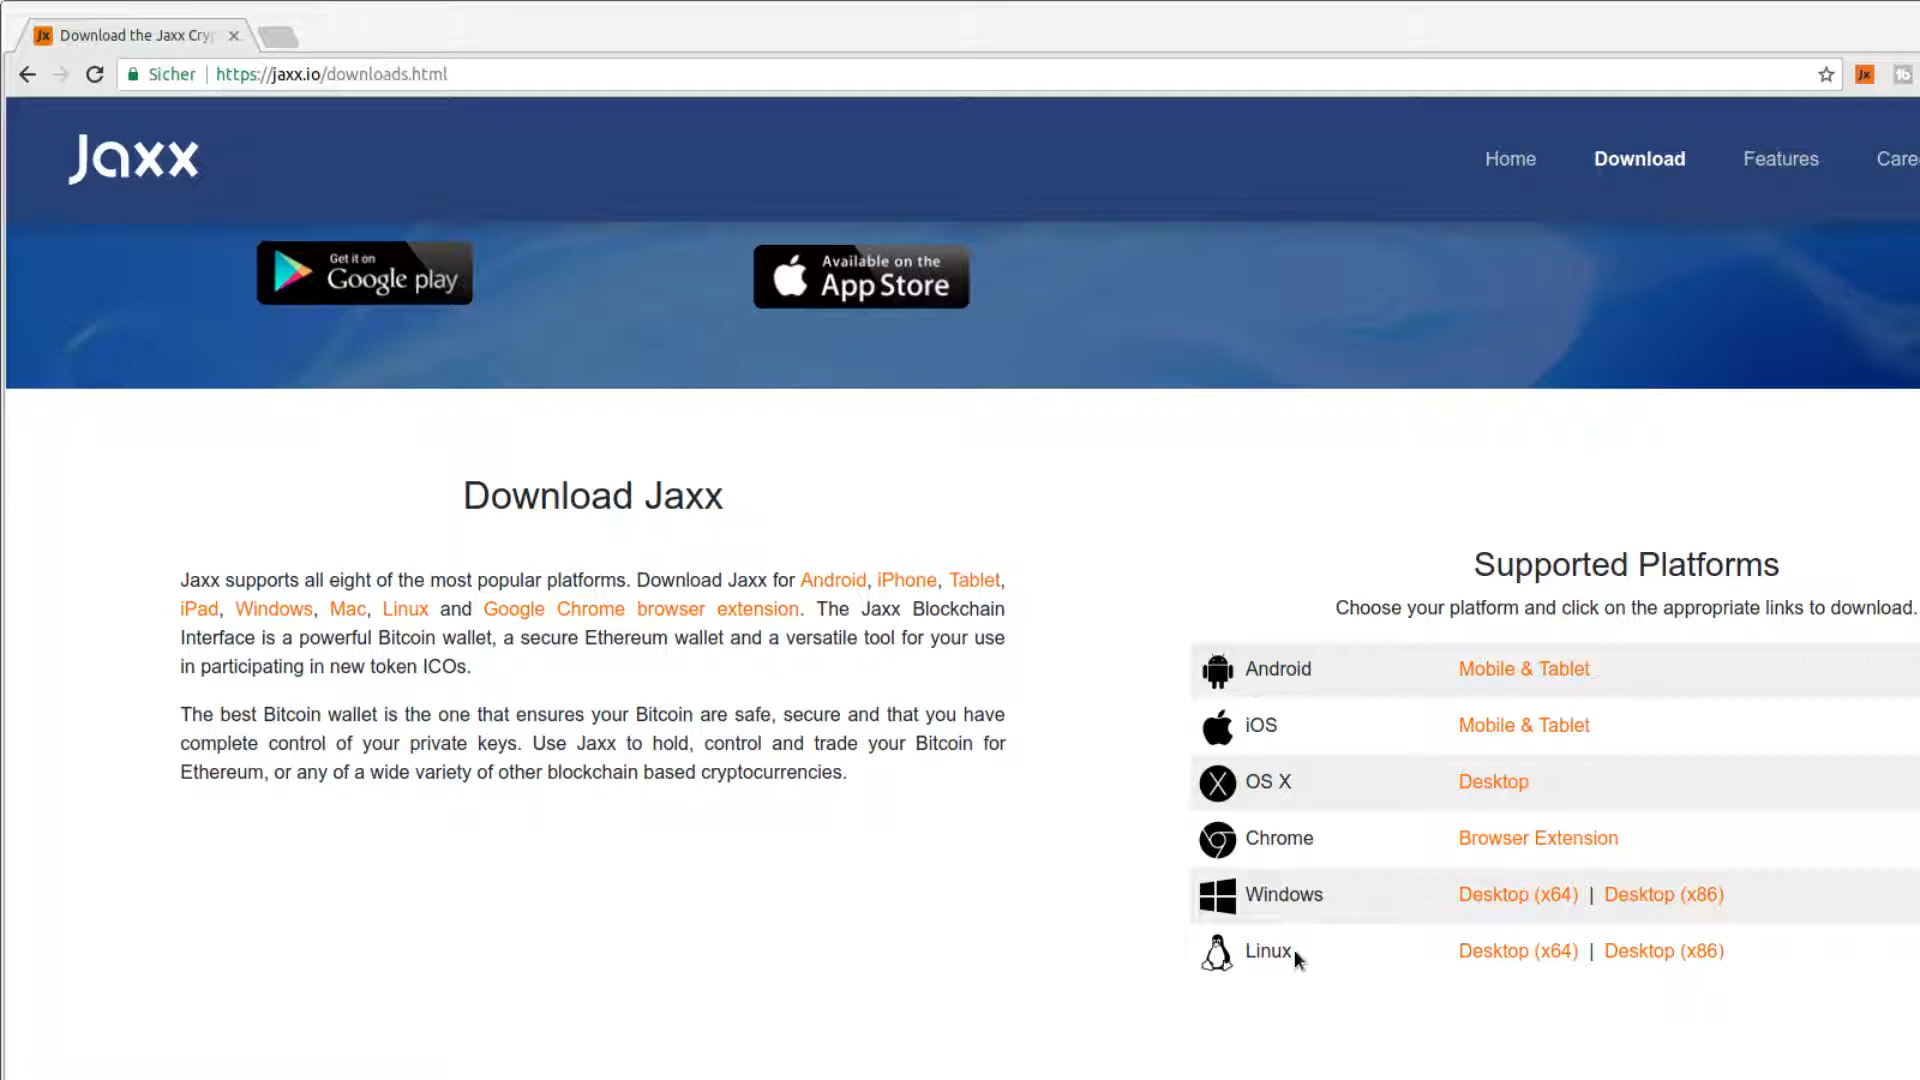 Jx Download the Jaxx Cry
Sicher https://jaxx.io/downloads.html Jx
Jaxx Home Download Features Care
Get it on
Google play
Available on the
App Store
Download Jaxx
Jaxx supports all eight of the most popular platforms. Download Jaxx for Android, iPhone, Tablet,
iPad, Windows, Mac, Linux and Google Chrome browser extension. The Jaxx Blockchain
Interface is a powerful Bitcoin wallet, a secure Ethereum wallet and a versatile tool for your use
in participating in new token ICOs.
The best Bitcoin wallet is the one that ensures your Bitcoin are safe, secure and that you have
complete control of your private keys. Use Jaxx to hold, control and trade your Bitcoin for
Ethereum, or any of a wide variety of other blockchain based cryptocurrencies.
Supported Platforms
Choose your platform and click on the appropriate links to download.
Android Mobile & Tablet
iOS Mobile & Tablet
OS X Desktop
Chrome Browser Extension
Windows Desktop (x64) | Desktop (x86)
Linux Desktop (x64) | Desktop (x86)